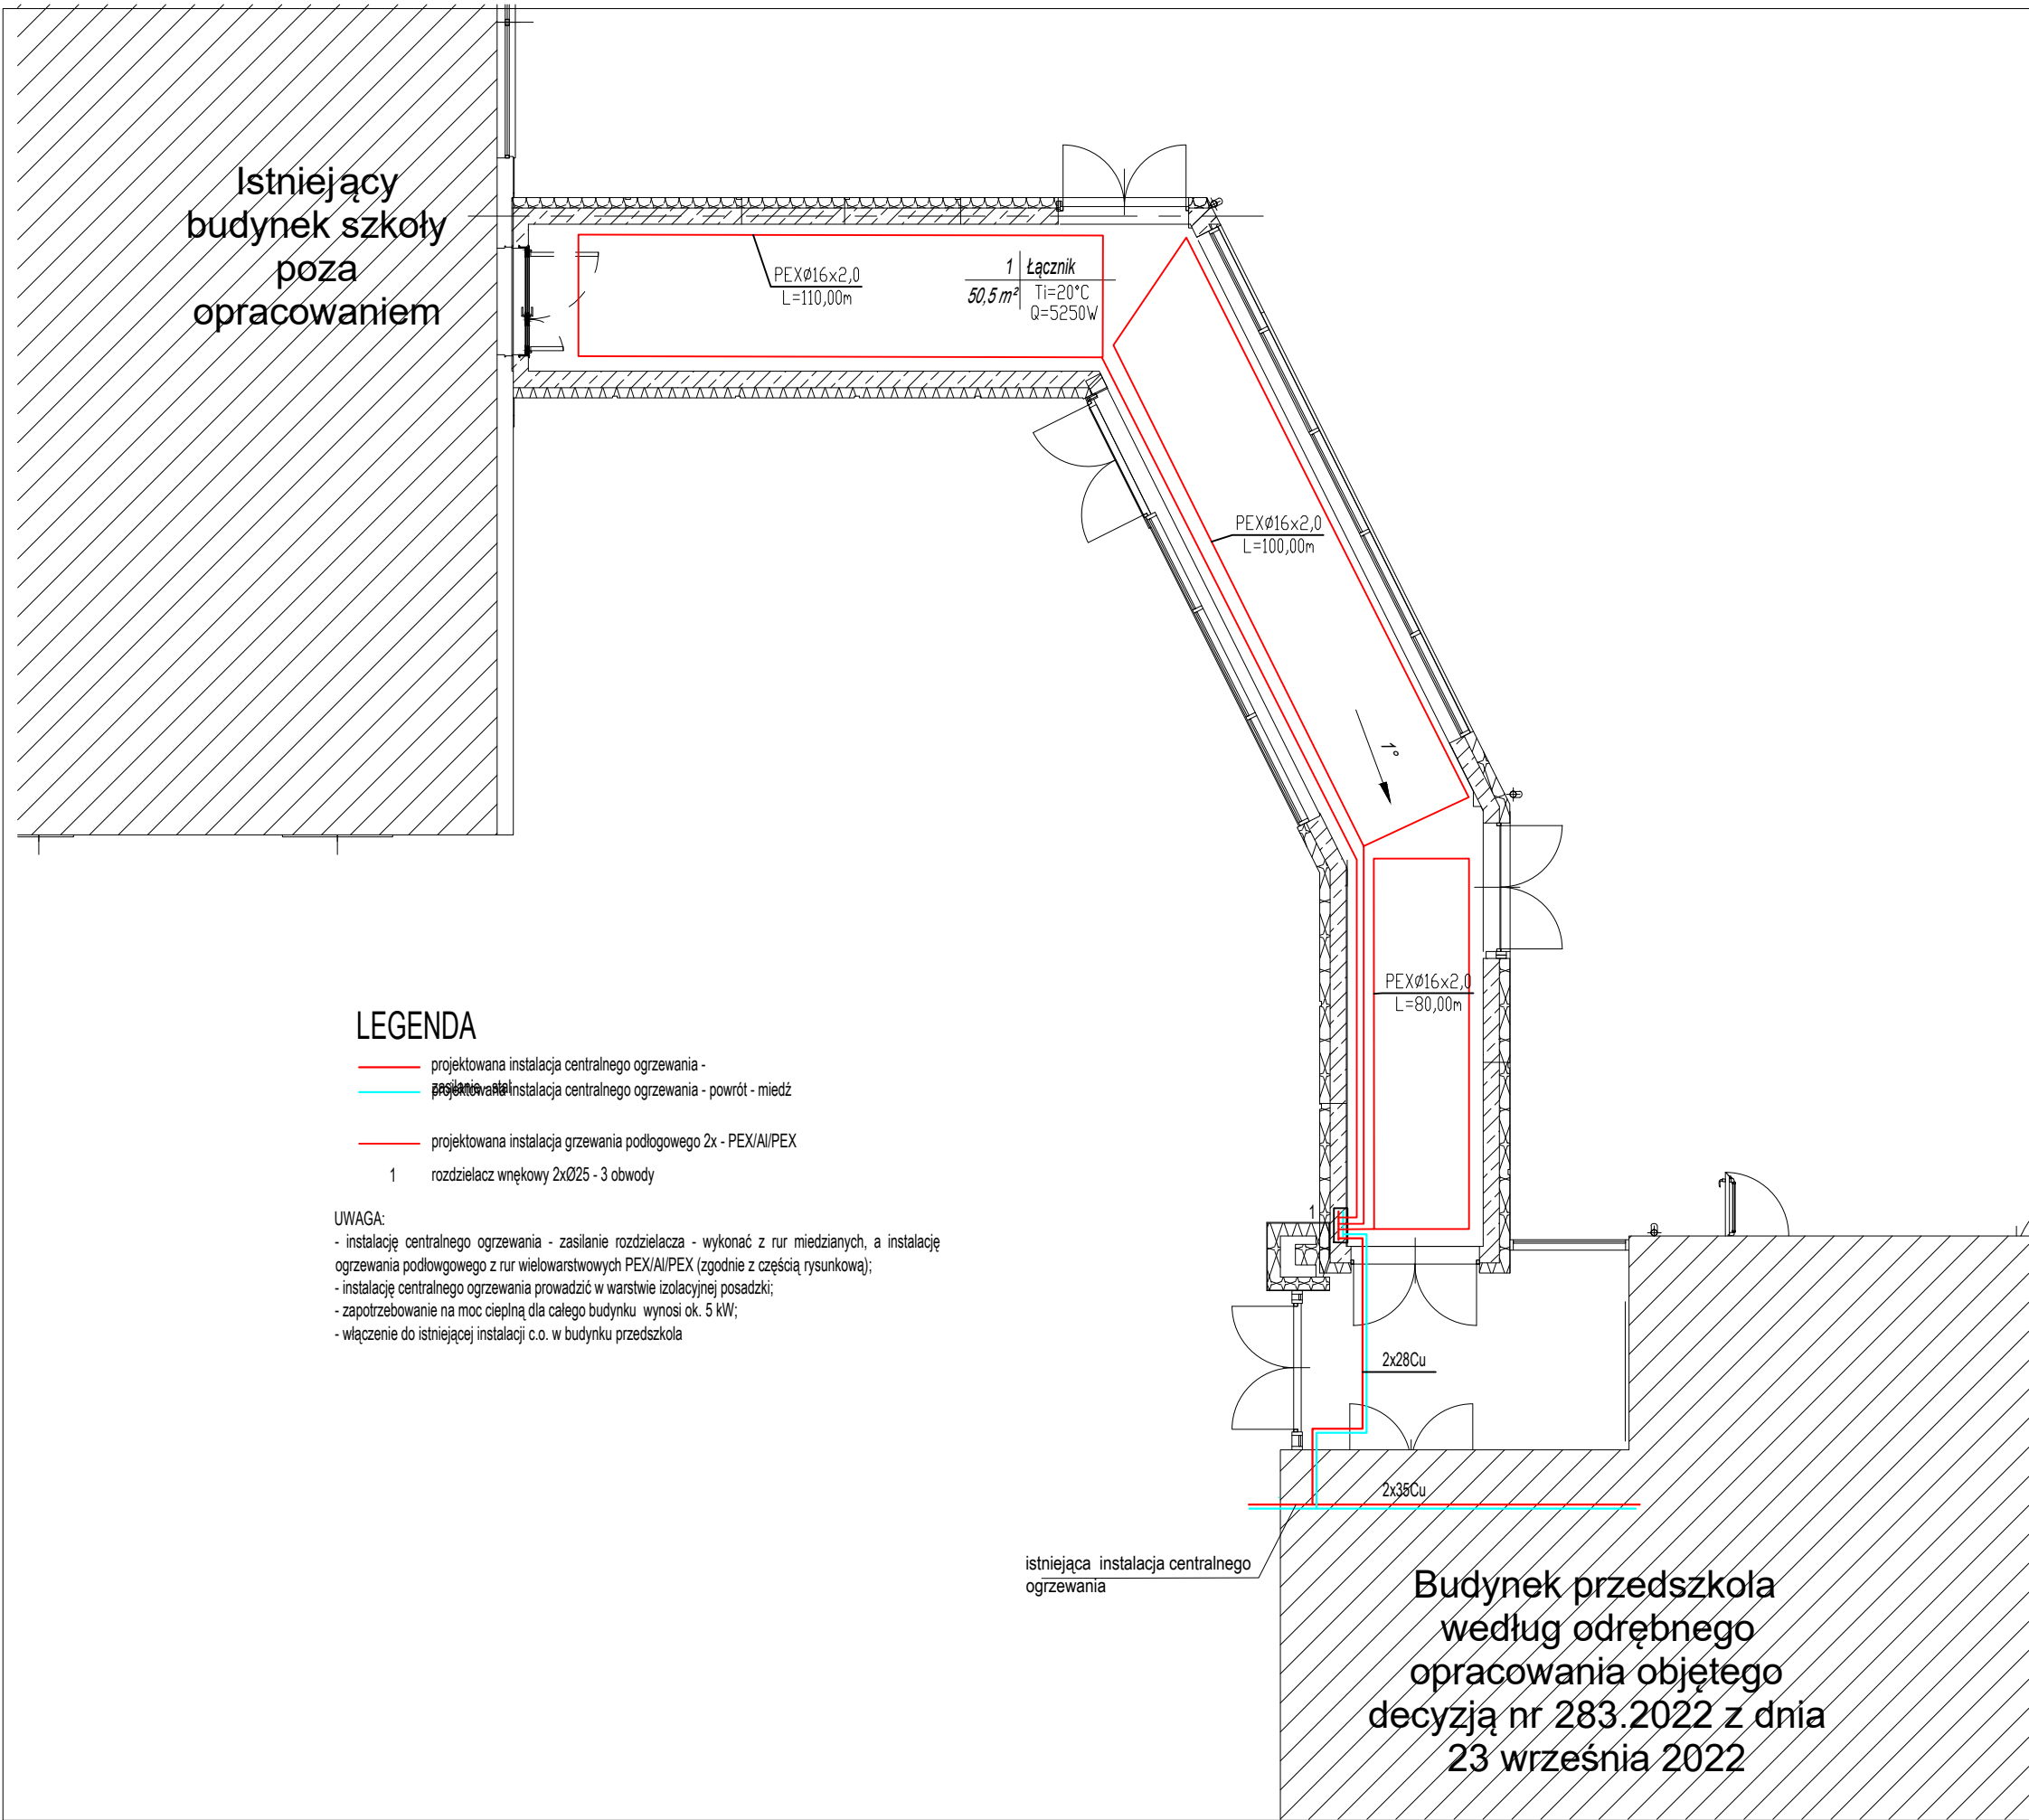 Istniejący
budynek szkoły
poza
opracowaniem
PEXø16x2,0
L=110,00m
1 Łącznik
50,5 m² Ti=20°C
Q=5250W
PEXø16x2,0
L=100,00m
1°
PEXø16x2,0
L=80,00m
LEGENDA
projektowana instalacja centralnego ogrzewania -
zasilanie - stal
projektowana instalacja centralnego ogrzewania - powrót - miedź
projektowana instalacja grzewania podłogowego 2x - PEX/Al/PEX
1 rozdzielacz wnękowy 2xØ25 - 3 obwody
UWAGA:
- instalację centralnego ogrzewania - zasilanie rozdzielacza - wykonać z rur miedzianych, a instalację
ogrzewania podłowgowego z rur wielowarstwowych PEX/Al/PEX (zgodnie z częścią rysunkową);
- instalację centralnego ogrzewania prowadzić w warstwie izolacyjnej posadzki;
- zapotrzebowanie na moc cieplną dla całego budynku wynosi ok. 5 kW;
- włączenie do istniejącej instalacji c.o. w budynku przedszkola
1
2x28Cu
2x35Cu
istniejąca instalacja centralnego
ogrzewania
Budynek przedszkola
według odrębnego
opracowania objętego
decyzją nr 283.2022 z dnia
23 września 2022